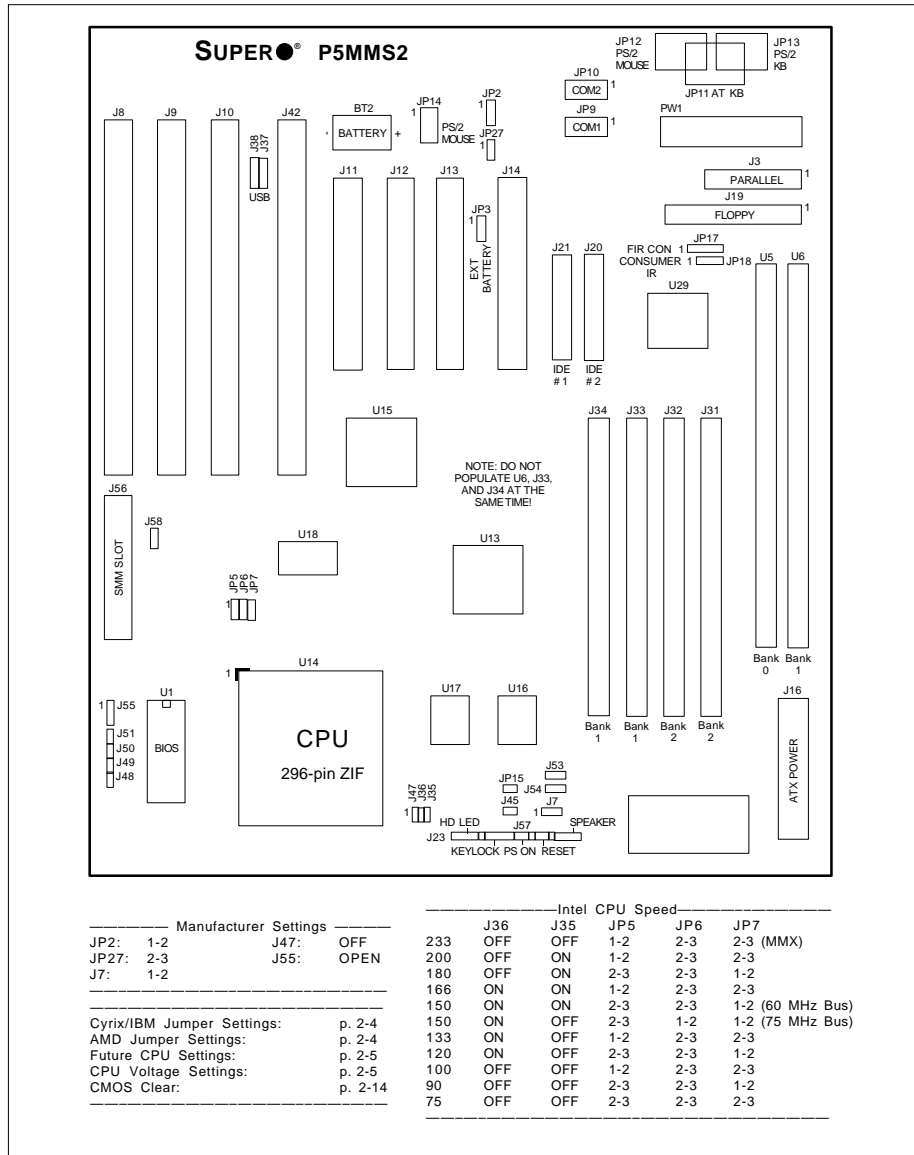 SUPER® P5MMS2
JP12
PS/2
MOUSE
JP13
PS/2
KB
JP11 AT KB
JP10
COM2
1
JP9
COM1
1
PW1
J8
J9
J10
J42
J38
J37
USB
BT2
- BATTERY +
JP14
1
PS/2
MOUSE
JP2
1
JP27
1
J3
PARALLEL
1
J19
FLOPPY
1
J11
J12
J13
J14
JP3
1
EXT
BATTERY
J21
J20
IDE
# 1
IDE
# 2
FIR CON 1
JP17
CONSUMER 1
IR
JP18
U29
U5
U6
U15
J34
J33
J32
J31
NOTE: DO NOT
POPULATE U6, J33,
AND J34 AT THE
SAME TIME!
J56
SMM SLOT
J58
U18
U13
JP5
JP6
JP7
1
Bank
0
Bank
1
U14
1
CPU
296-pin ZIF
U17
U16
Bank
1
Bank
1
Bank
2
Bank
2
J16
ATX POWER
U1
BIOS
1
J55
J51
J50
J49
J48
J53
JP15
J54
J47
J36
J35
1
J45
J7
1
HD LED
J57
SPEAKER
J23
KEYLOCK PS ON RESET
Manufacturer Settings
JP2: 1-2 J47: OFF
JP27: 2-3 J55: OPEN
J7: 1-2
Cyrix/IBM Jumper Settings: p. 2-4
AMD Jumper Settings: p. 2-4
Future CPU Settings: p. 2-5
CPU Voltage Settings: p. 2-5
CMOS Clear: p. 2-14
Intel CPU Speed
J36 J35 JP5 JP6 JP7
233 OFF OFF 1-2 2-3 2-3 (MMX)
200 OFF ON 1-2 2-3 2-3
180 OFF ON 2-3 2-3 1-2
166 ON ON 1-2 2-3 2-3
150 ON ON 2-3 2-3 1-2 (60 MHz Bus)
150 ON OFF 2-3 1-2 1-2 (75 MHz Bus)
133 ON OFF 1-2 2-3 2-3
120 ON OFF 2-3 2-3 1-2
100 OFF OFF 1-2 2-3 2-3
90 OFF OFF 2-3 2-3 1-2
75 OFF OFF 2-3 2-3 2-3